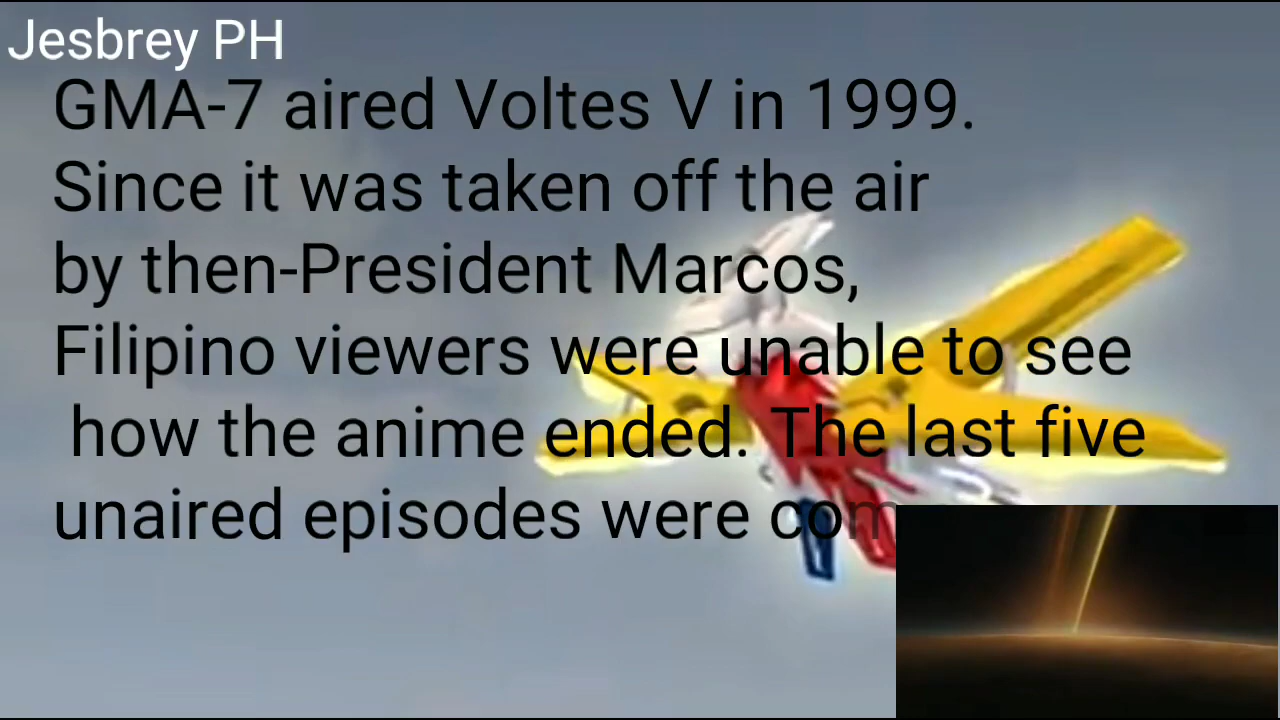 Jesbrey PH
GMA-7 aired Voltes V in 1999.
Since it was taken off the air
by then-President Marcos,
Filipino viewers were unable to see
how the anime ended. The last five
unaired episodes were